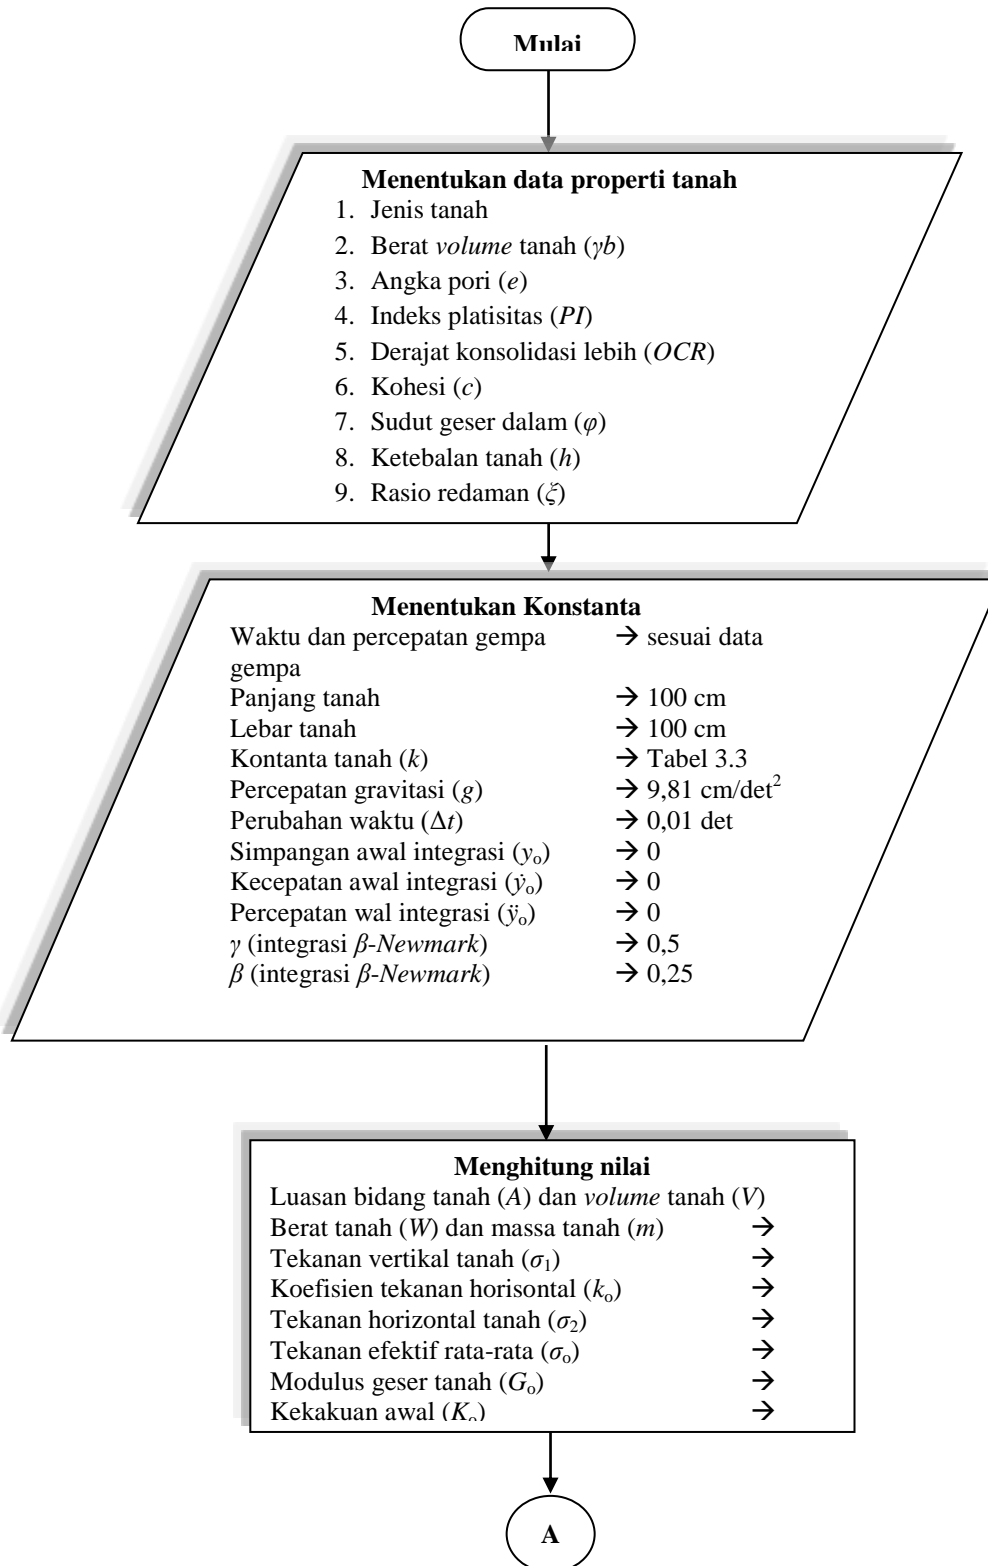 Mulai
Menentukan data properti tanah
1. Jenis tanah
2. Berat volume tanah (γb)
3. Angka pori (e)
4. Indeks platisitas (PI)
5. Derajat konsolidasi lebih (OCR)
6. Kohesi (c)
7. Sudut geser dalam (φ)
8. Ketebalan tanah (h)
9. Rasio redaman (ξ)
Menentukan Konstanta
Waktu dan percepatan gempa → sesuai data
gempa
Panjang tanah → 100 cm
Lebar tanah → 100 cm
Kontanta tanah (k) → Tabel 3.3
Percepatan gravitasi (g) → 9,81 cm/det²
Perubahan waktu (Δt) → 0,01 det
Simpangan awal integrasi (yₒ) → 0
Kecepatan awal integrasi (ẏₒ) → 0
Percepatan wal integrasi (ÿₒ) → 0
γ (integrasi β-Newmark) → 0,5
β (integrasi β-Newmark) → 0,25
Menghitung nilai
Luasan bidang tanah (A) dan volume tanah (V)
Berat tanah (W) dan massa tanah (m) →
Tekanan vertikal tanah (σ₁) →
Koefisien tekanan horisontal (kₒ) →
Tekanan horizontal tanah (σ₂) →
Tekanan efektif rata-rata (σₒ) →
Modulus geser tanah (Gₒ) →
Kekakuan awal (Kₒ) →
A